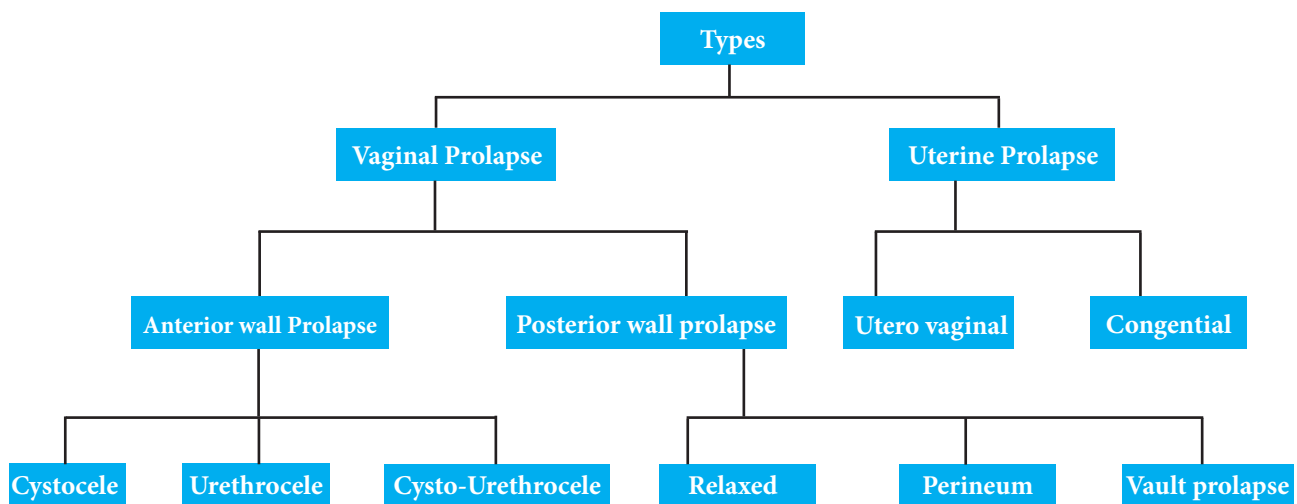 Types
Vaginal Prolapse
Uterine Prolapse
Anterior wall Prolapse
Posterior wall prolapse
Utero vaginal
Congential
Cystocele
Urethrocele
Cysto-Urethrocele
Relaxed
Perineum
Vault prolapse